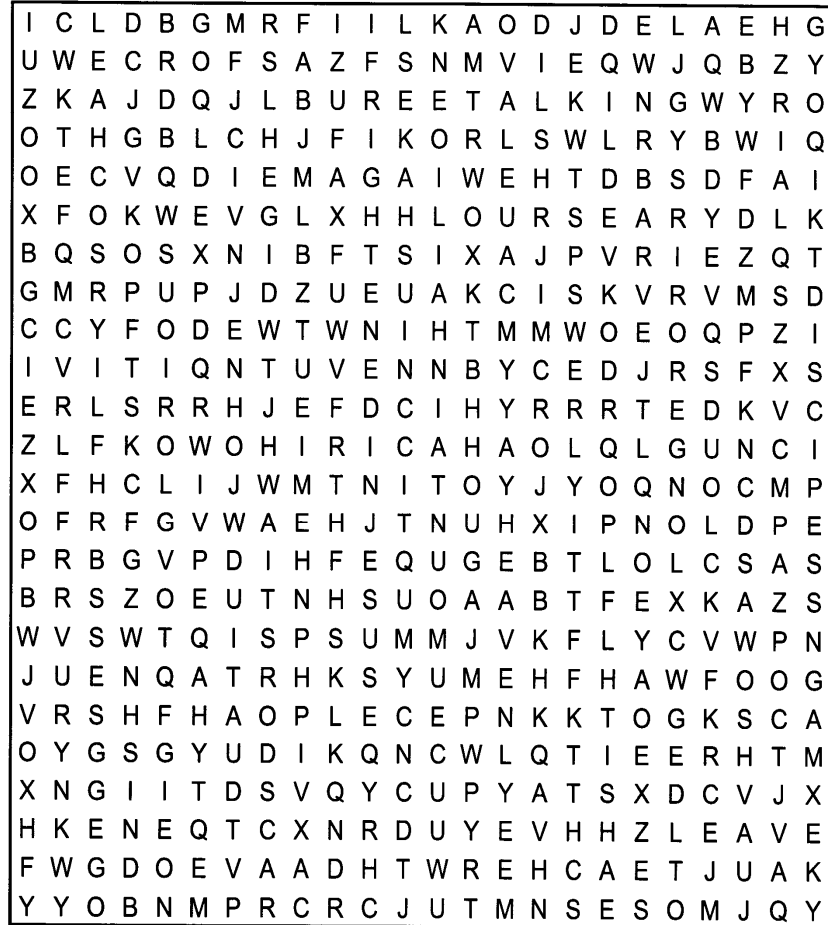 I C L D B G M R F I I L K A O D J D E L A E H G
U W E C R O F S A Z F S N M V I E Q W J Q B Z Y
Z K A J D Q J L B U R E E T A L K I N G W Y R O
O T H G B L C H J F I K O R L S W L R Y B W I Q
O E C V Q D I E M A G A I W E H T D B S D F A I
X F O K W E V G L X H H L O U R S E A R Y D L K
B Q S O S X N I B F T S I X A J P V R I E Z Q T
G M R P U P J D Z U E U A K C I S K V R V M S D
C C Y F O D E W T W N I H T M M W O E O Q P Z I
I V I T I Q N T U V E N N B Y C E D J R S F X S
E R L S R R H J E F D C I H Y R R R T E D K V C
Z L F K O W O H I R I C A H A O L Q L G U N C I
X F H C L I J W M T N I T O Y J Y O Q N O C M P
O F R F G V W A E H J T N U H X I P N O L D P E
P R B G V P D I H F E Q U G E B T L O L C S A S
B R S Z O E U T N H S U O A A B T F E X K A Z S
W V S W T Q I S P S U M M J V K F L Y C V W P N
J U E N Q A T R H K S Y U M E H F H A W F O O G
V R S H F H A O P L E C E P N K K T O G K S C A
O Y G S G Y U D I K Q N C W L Q T I E E R H T M
X N G I I T D S V Q Y C U P Y A T S X D C V J X
H K E N E Q T C X N R D U Y E V H H Z L E A V E
F W G D O E V A A D H T W R E H C A E T J U A K
Y Y O B N M P R C R C J U T M N S E S O M J Q Y